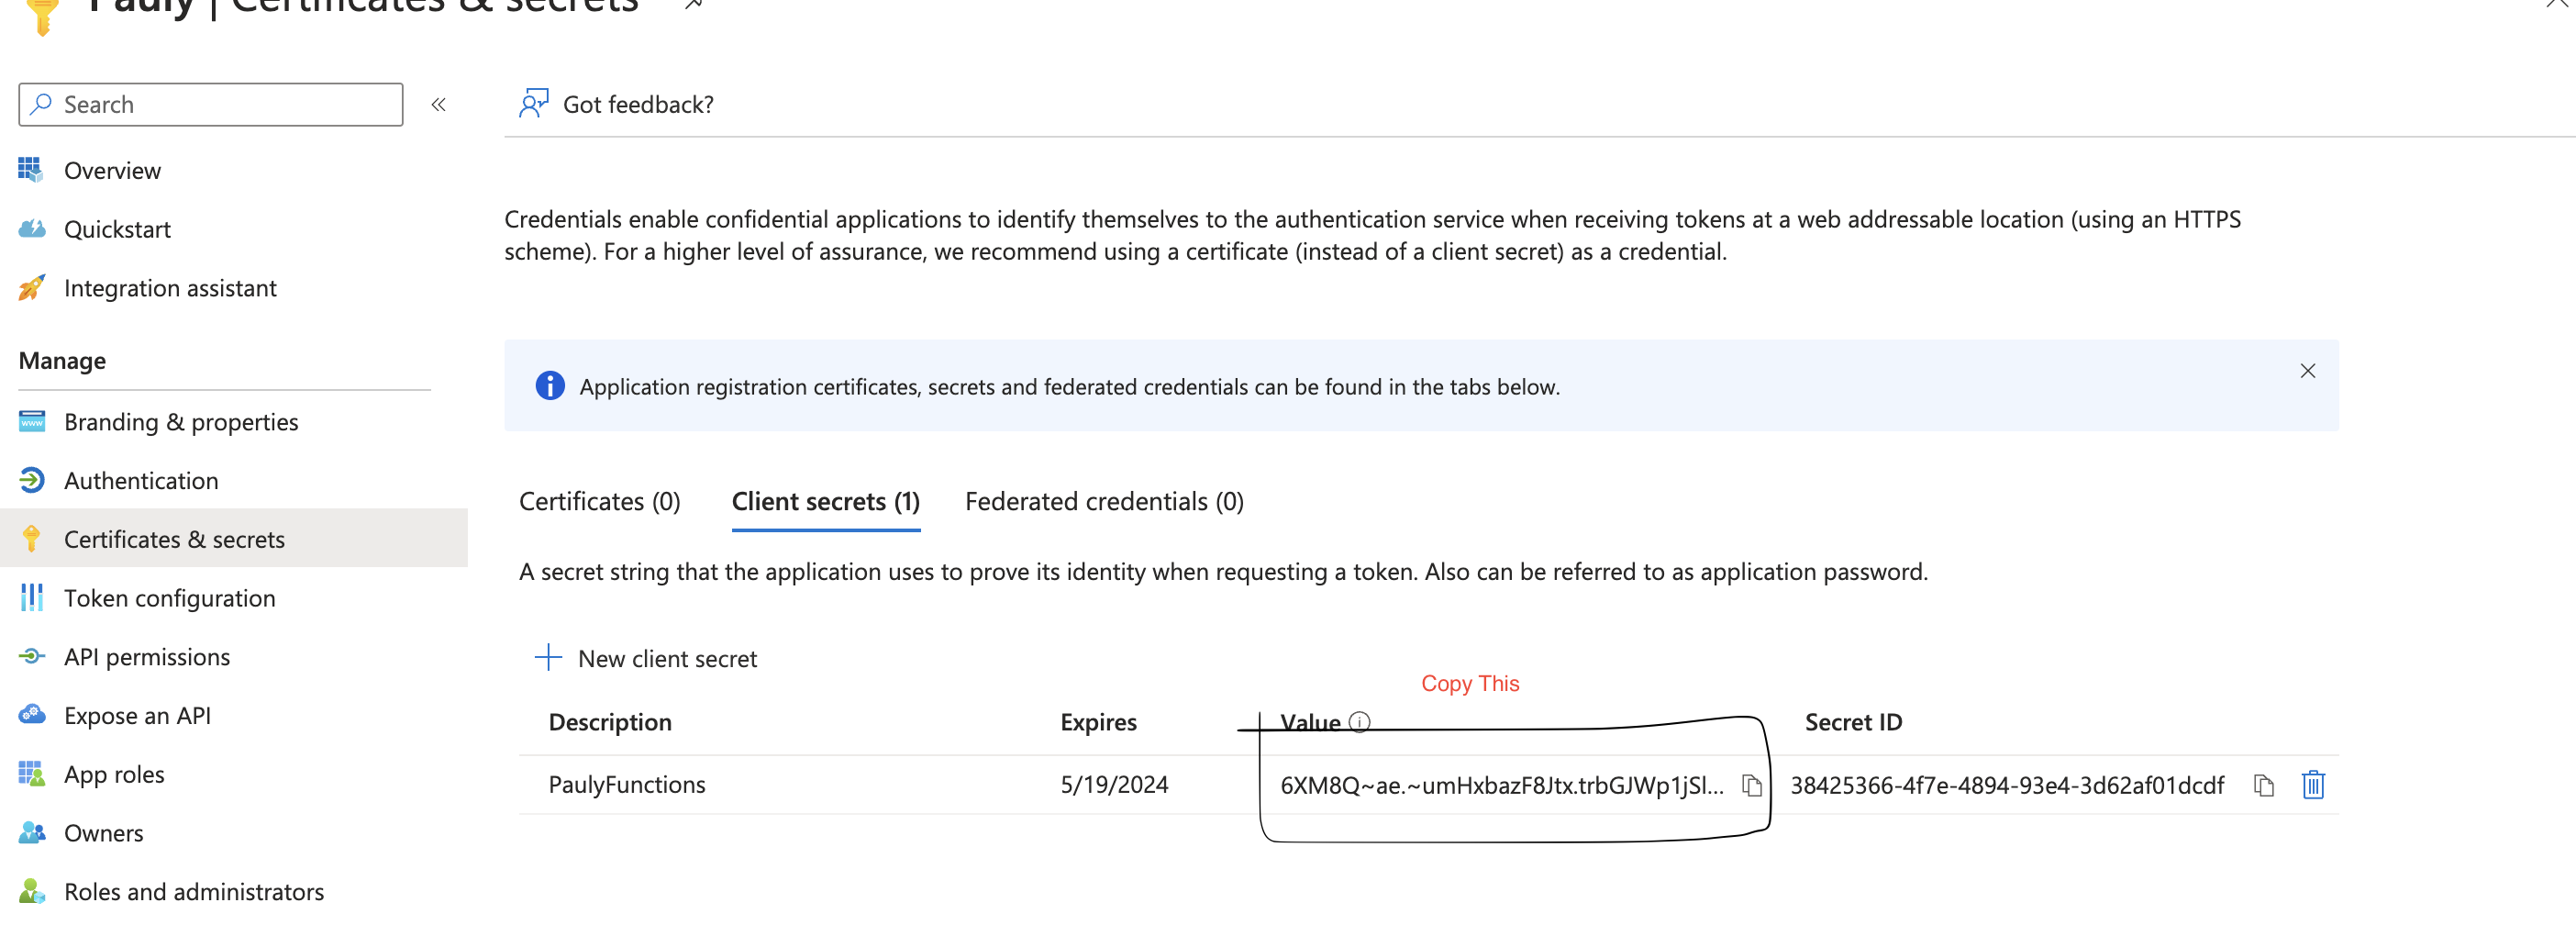 Pauly | Certificates & secrets
Search
«
Got feedback?
Overview
Quickstart
Integration assistant
Manage
Branding & properties
Authentication
Certificates & secrets
Token configuration
API permissions
Expose an API
App roles
Owners
Roles and administrators
Credentials enable confidential applications to identify themselves to the authentication service when receiving tokens at a web addressable location (using an HTTPS
scheme). For a higher level of assurance, we recommend using a certificate (instead of a client secret) as a credential.
Application registration certificates, secrets and federated credentials can be found in the tabs below.
Certificates (0) Client secrets (1) Federated credentials (0)
A secret string that the application uses to prove its identity when requesting a token. Also can be referred to as application password.
New client secret
Copy This
Description Expires Value Secret ID
PaulyFunctions 5/19/2024 6XM8Q~ae.~umHxbazF8Jtx.trbGJWp1jSl... 38425366-4f7e-4894-93e4-3d62af01dcdf